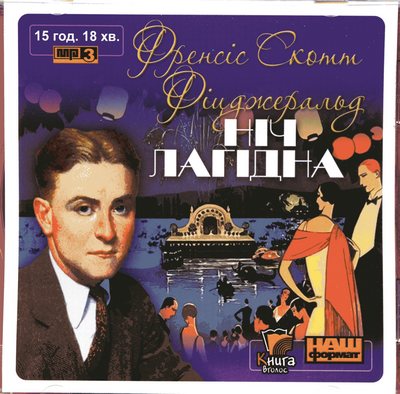 15 год. 18 хв.
mp3
Френсіс Скотт
Фіцджеральд
НІЧ
ЛАГІДНА
Книга
Вголос
НАШ
формат